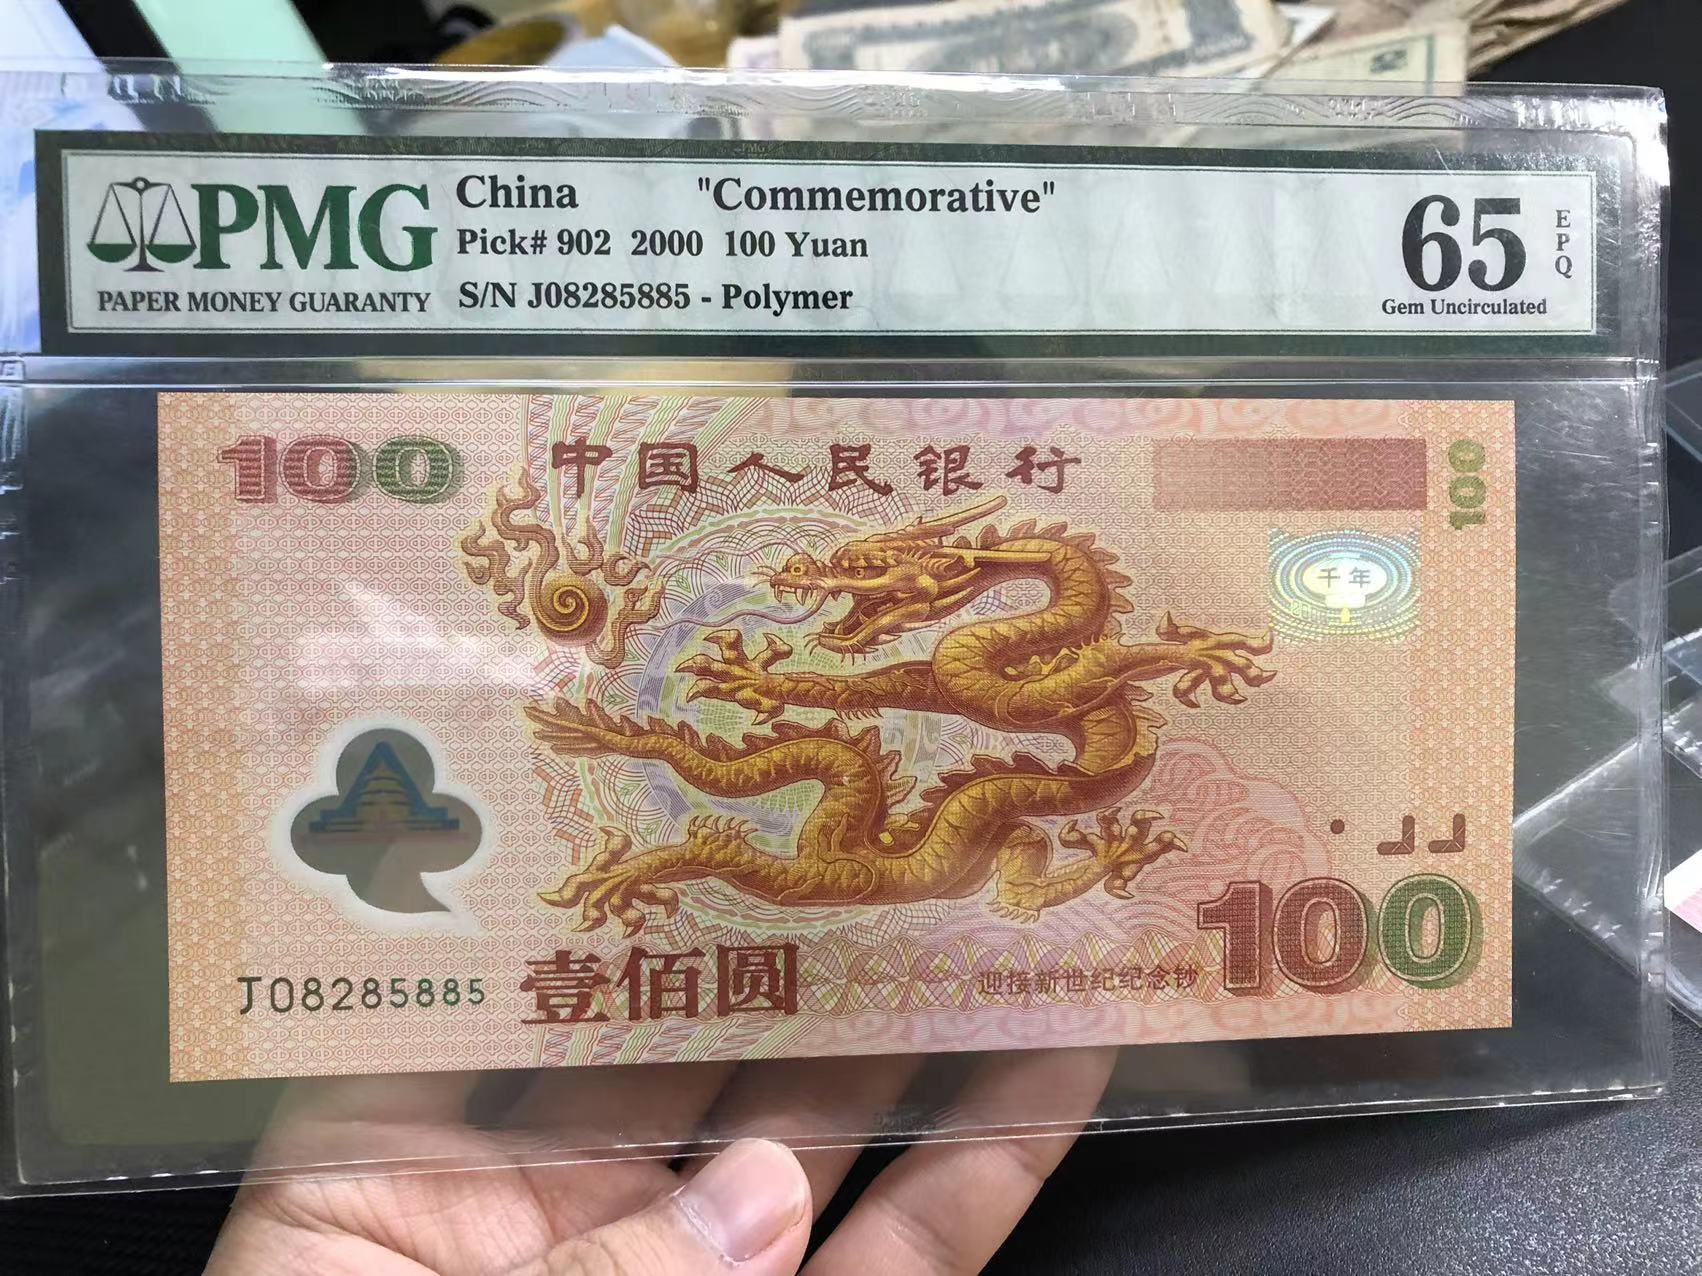 PMG
PAPER MONEY GUARANTY
China "Commemorative"
Pick# 902 2000 100 Yuan
S/N J08285885 - Polymer
65 EPQ
Gem Uncirculated
100
中国人民银行
100
千年
J08285885
壹佰圆
迎接新世纪纪念钞
100